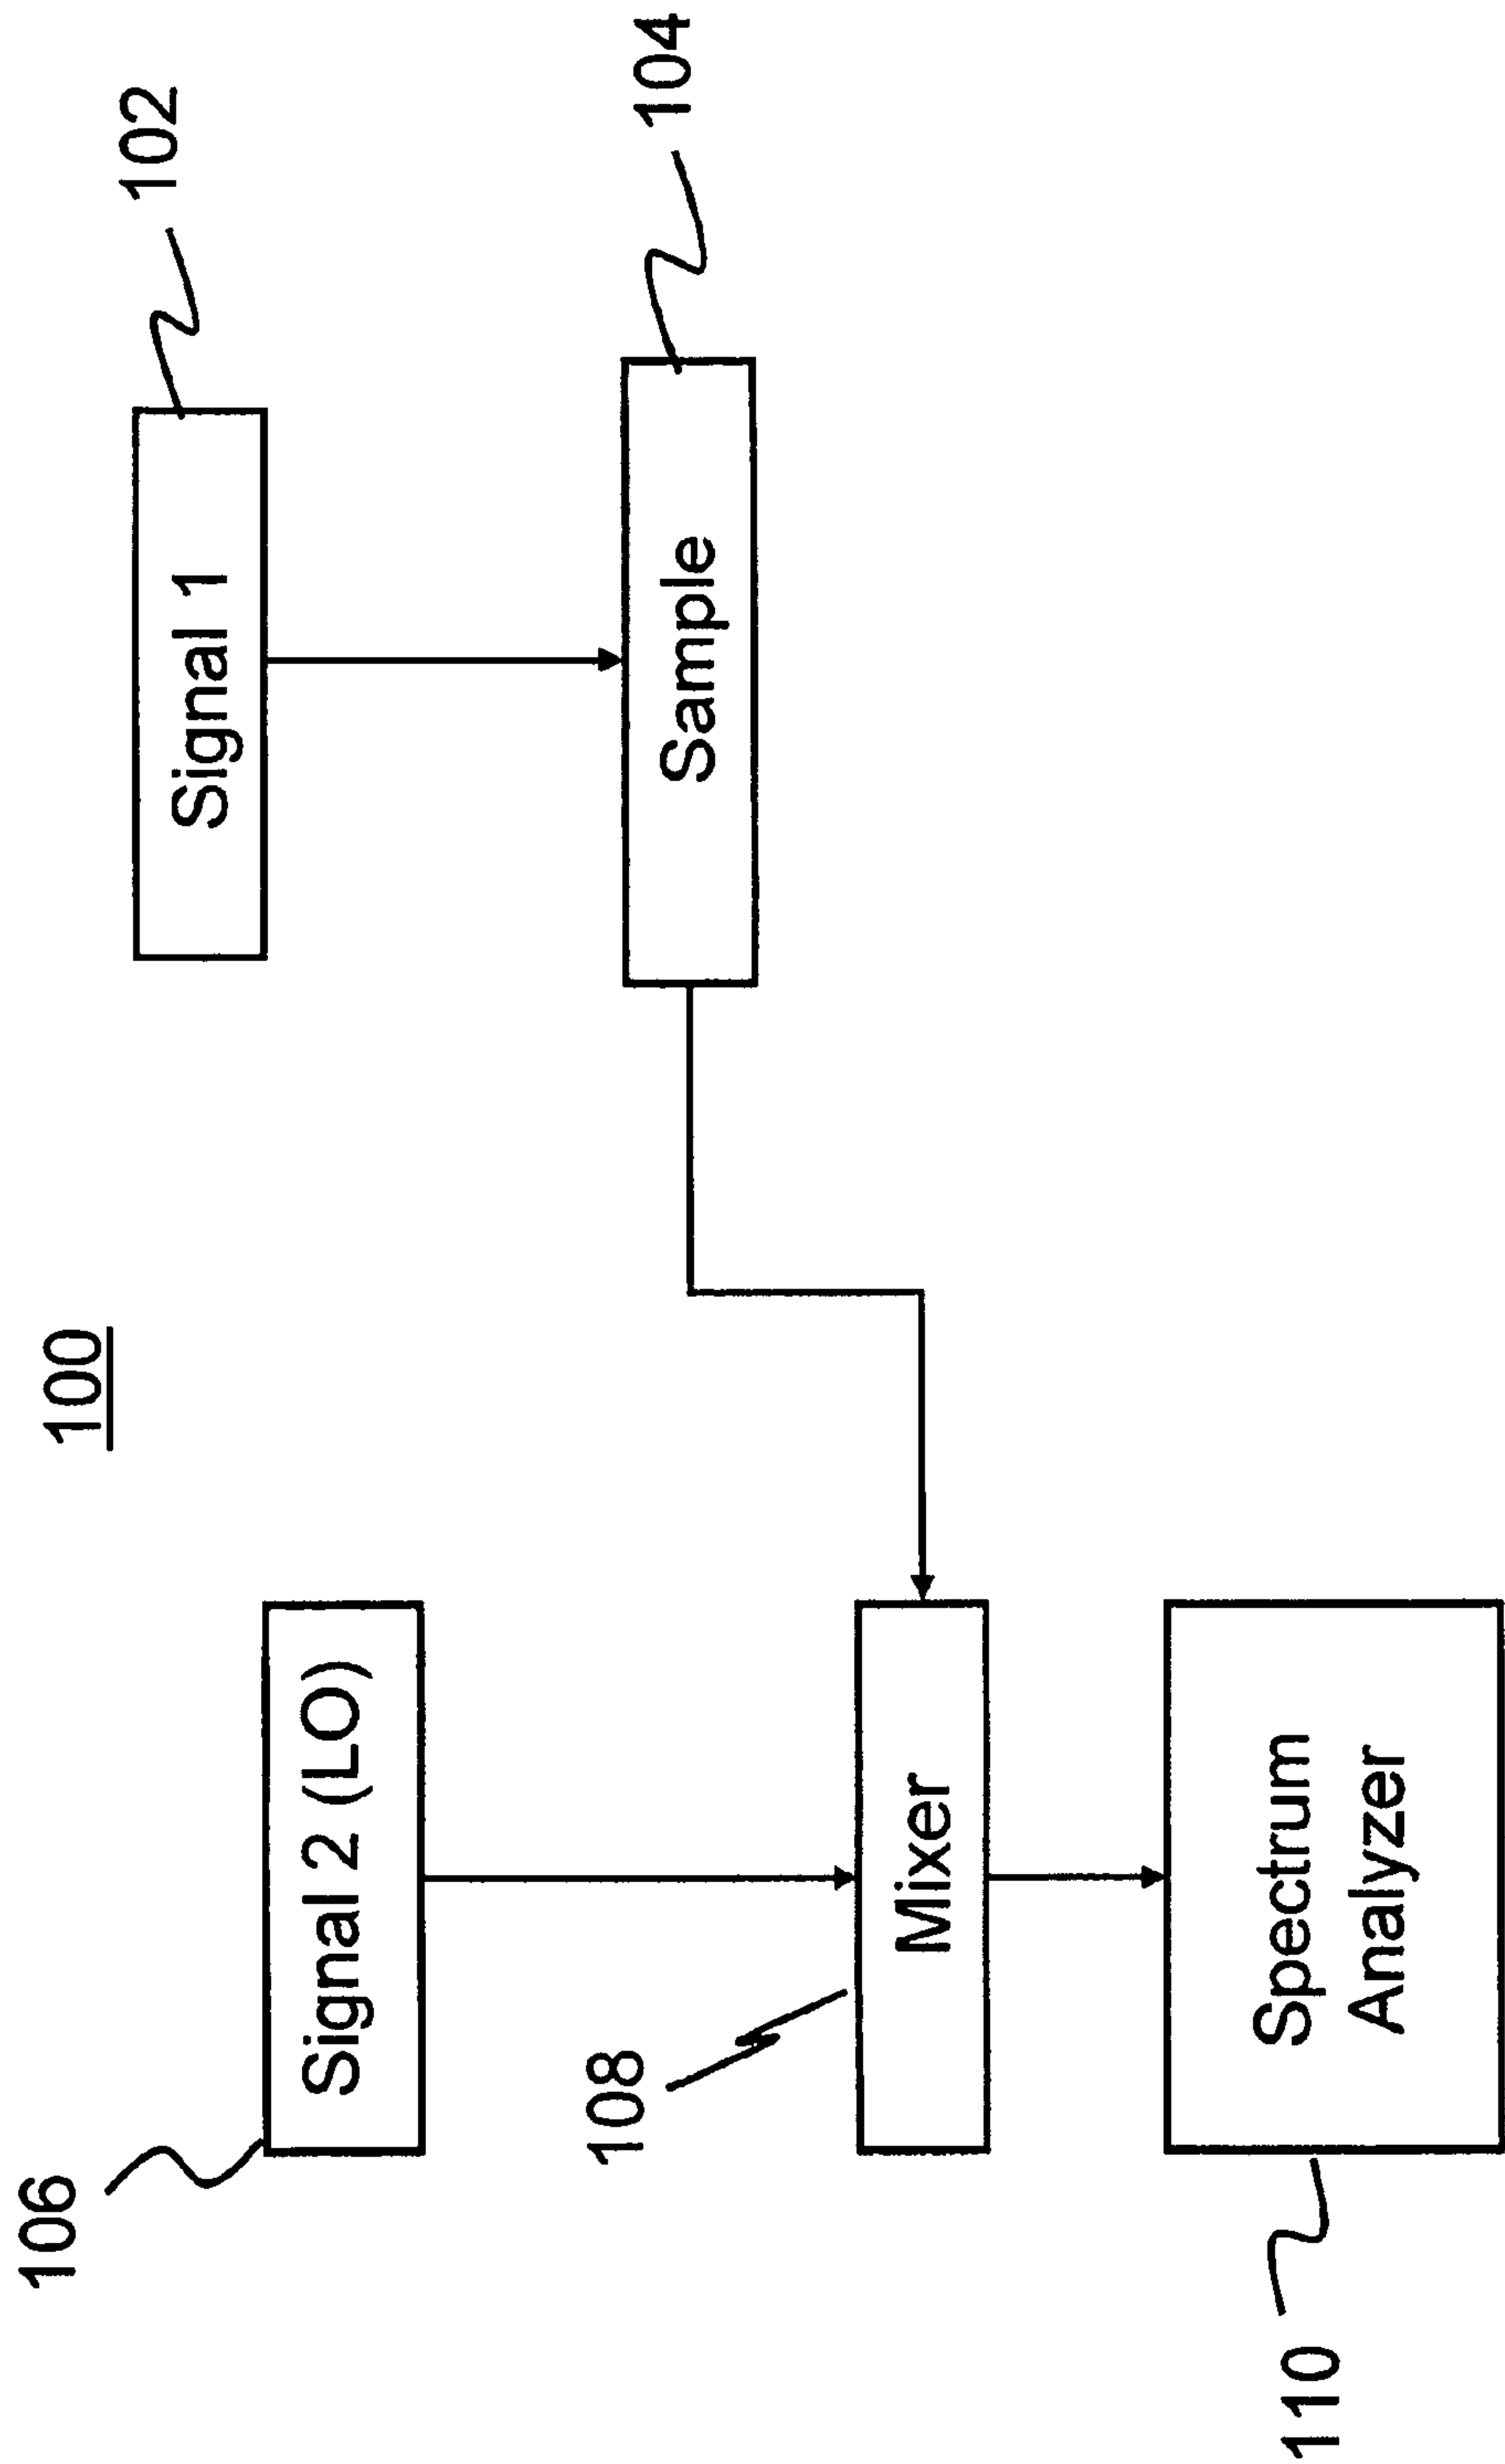 100
106
Signal 2 (LO)
Signal 1
102
108
Mixer
Sample
104
110
Spectrum
Analyzer